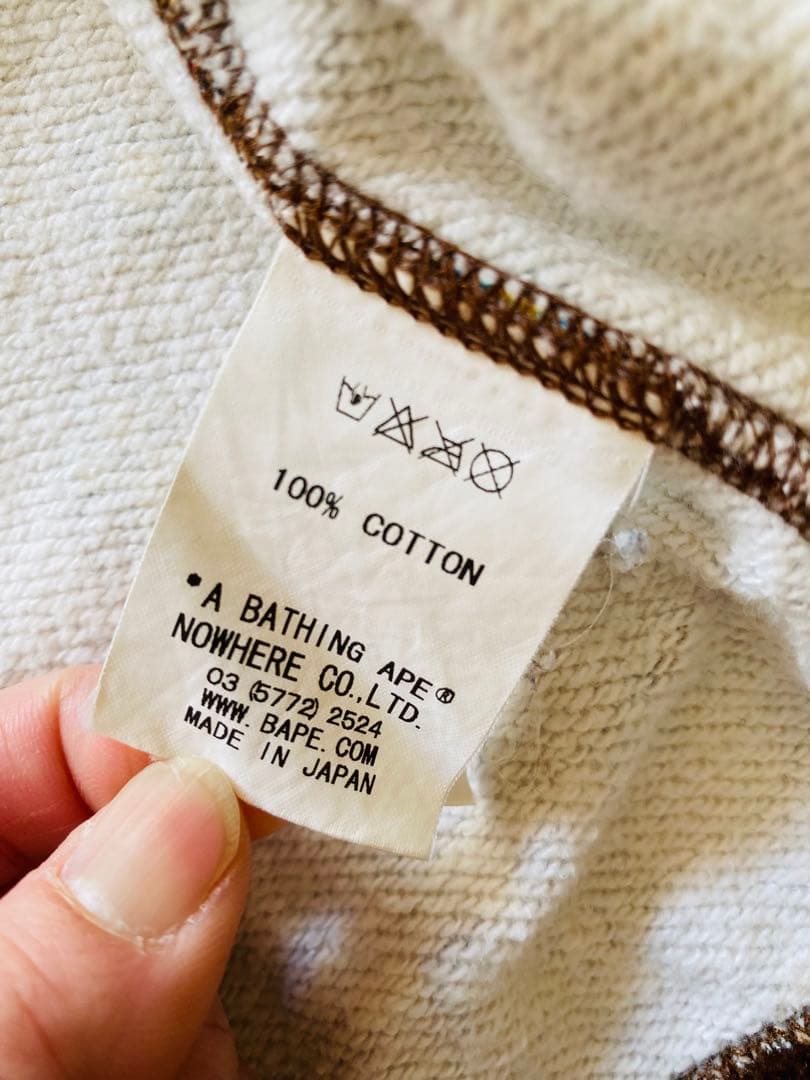 100% COTTON
•A BATHING APE®
NOWHERE CO.,LTD.
03 (5772) 2524
WWW. BAPE. COM
MADE IN JAPAN